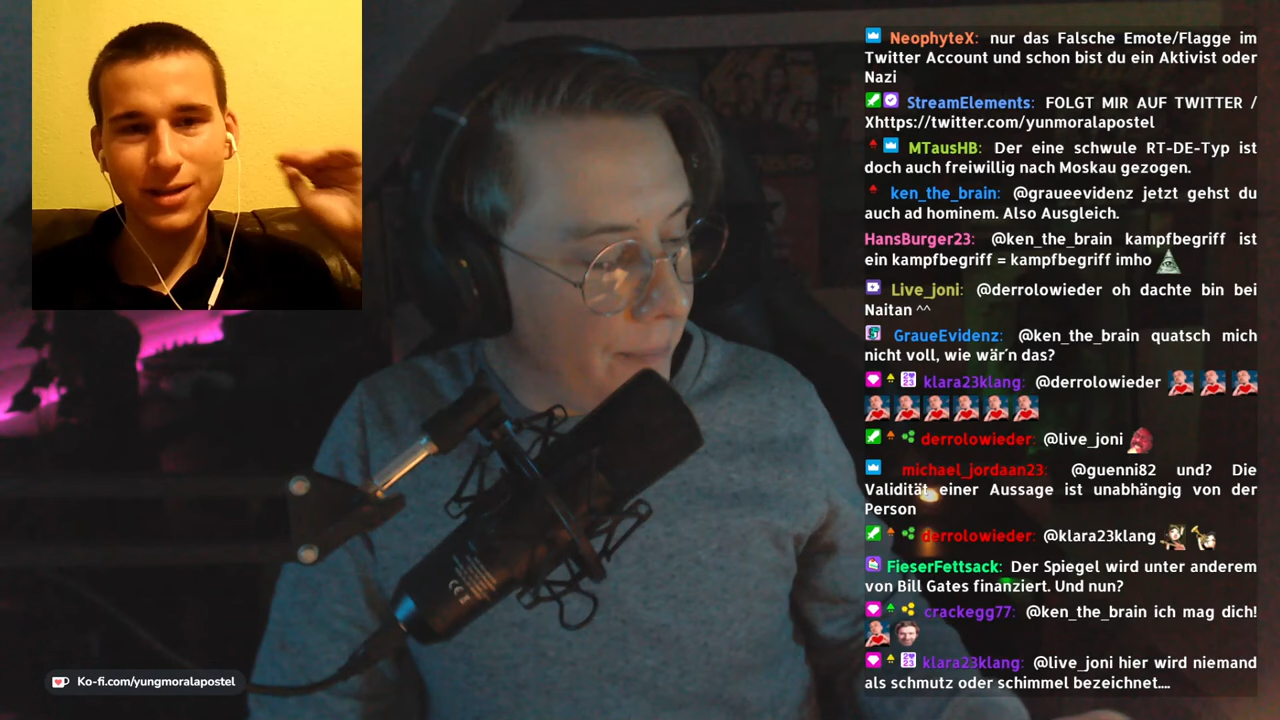 NeophyteX: nur das Falsche Emote/Flagge im
Twitter Account und schon bist du ein Aktivist oder
Nazi
StreamElements: FOLGT MIR AUF TWITTER /
Xhttps://twitter.com/yunmoralapostel
MTausHB: Der eine schwule RT-DE-Typ ist
doch auch freiwillig nach Moskau gezogen.
ken_the_brain: @graueevidenz jetzt gehst du
auch ad hominem. Also Ausgleich.
HansBurger23: @ken_the_brain kampfbegriff ist
ein kampfbegriff = kampfbegriff imho
Live_joni: @derrolowieder oh dachte bin bei
Naitan ^^
GraueEvidenz: @ken_the_brain quatsch mich
nicht voll, wie wär´n das?
klara23klang: @derrolowieder
derrolowieder: @live_joni
michael_jordaan23: @guenni82 und? Die
Validität einer Aussage ist unabhängig von der
Person
derrolowieder: @klara23klang
FieserFettsack: Der Spiegel wird unter anderem
von Bill Gates finanziert. Und nun?
crackegg77: @ken_the_brain ich mag dich!
klara23klang: @live_joni hier wird niemand
als schmutz oder schimmel bezeichnet....
Ko-fi.com/yungmoralapostel